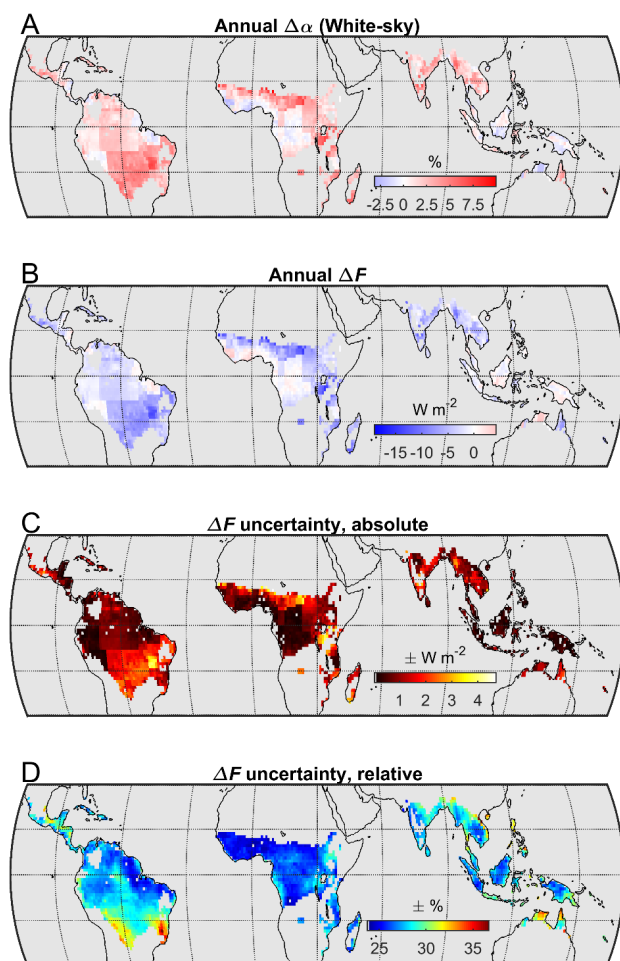 A
Annual Δα (White-sky)
%
-2.5 0 2.5 5 7.5
B
Annual ΔF
W m⁻²
-15 -10 -5 0
C
ΔF uncertainty, absolute
± W m⁻²
1 2 3 4
D
ΔF uncertainty, relative
± %
25 30 35